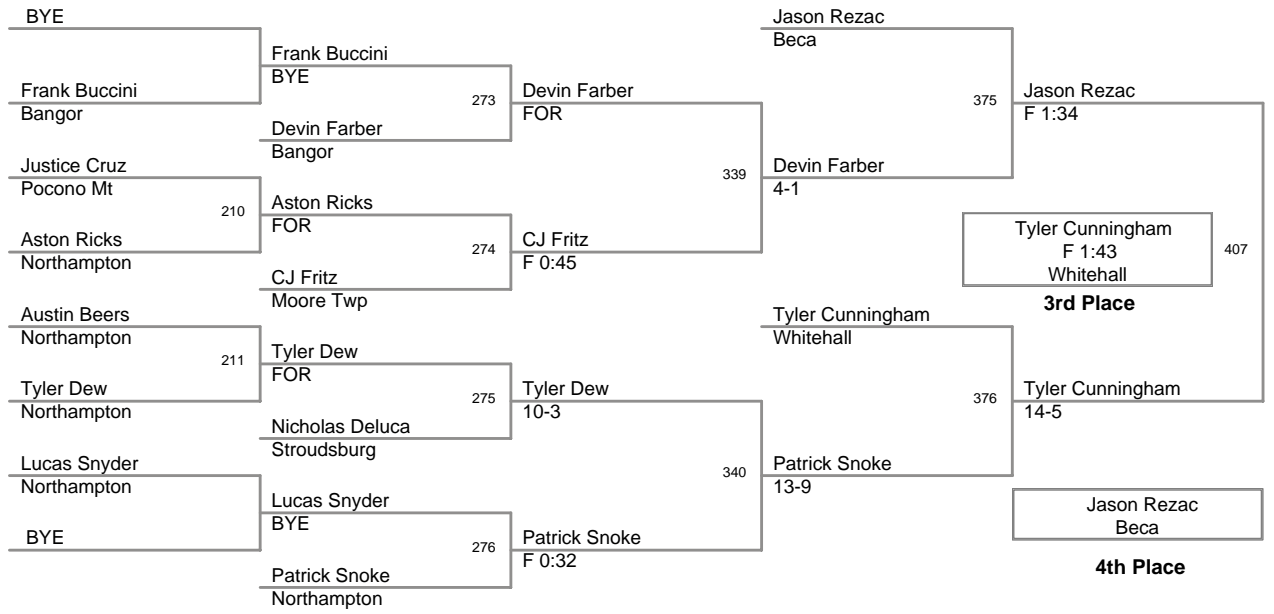 BYE
Frank Buccini
Bangor
Justice Cruz
Pocono Mt
210
Aston Ricks
Northampton
Austin Beers
Northampton
211
Tyler Dew
Northampton
Lucas Snyder
Northampton
BYE
Frank Buccini
BYE
273
Devin Farber
Bangor
Aston Ricks
FOR
274
CJ Fritz
Moore Twp
Tyler Dew
FOR
275
Nicholas Deluca
Stroudsburg
Lucas Snyder
BYE
276
Patrick Snoke
Northampton
Devin Farber
FOR
339
CJ Fritz
F 0:45
Tyler Dew
10-3
340
Patrick Snoke
F 0:32
Jason Rezac
Beca
375
Devin Farber
4-1
Tyler Cunningham
Whitehall
376
Patrick Snoke
13-9
Jason Rezac
F 1:34
407
Tyler Cunningham
14-5
Tyler Cunningham
F 1:43
Whitehall
3rd Place
Jason Rezac
Beca
4th Place